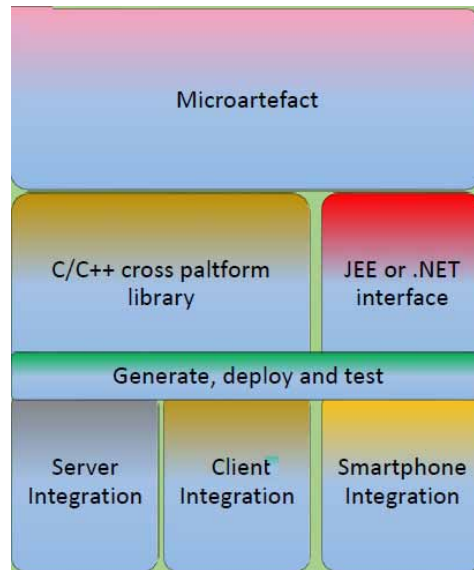 Microartefact
C/C++ cross paltform
library
JEE or .NET
interface
Generate, deploy and test
Server
Integration
Client
Integration
Smartphone
Integration